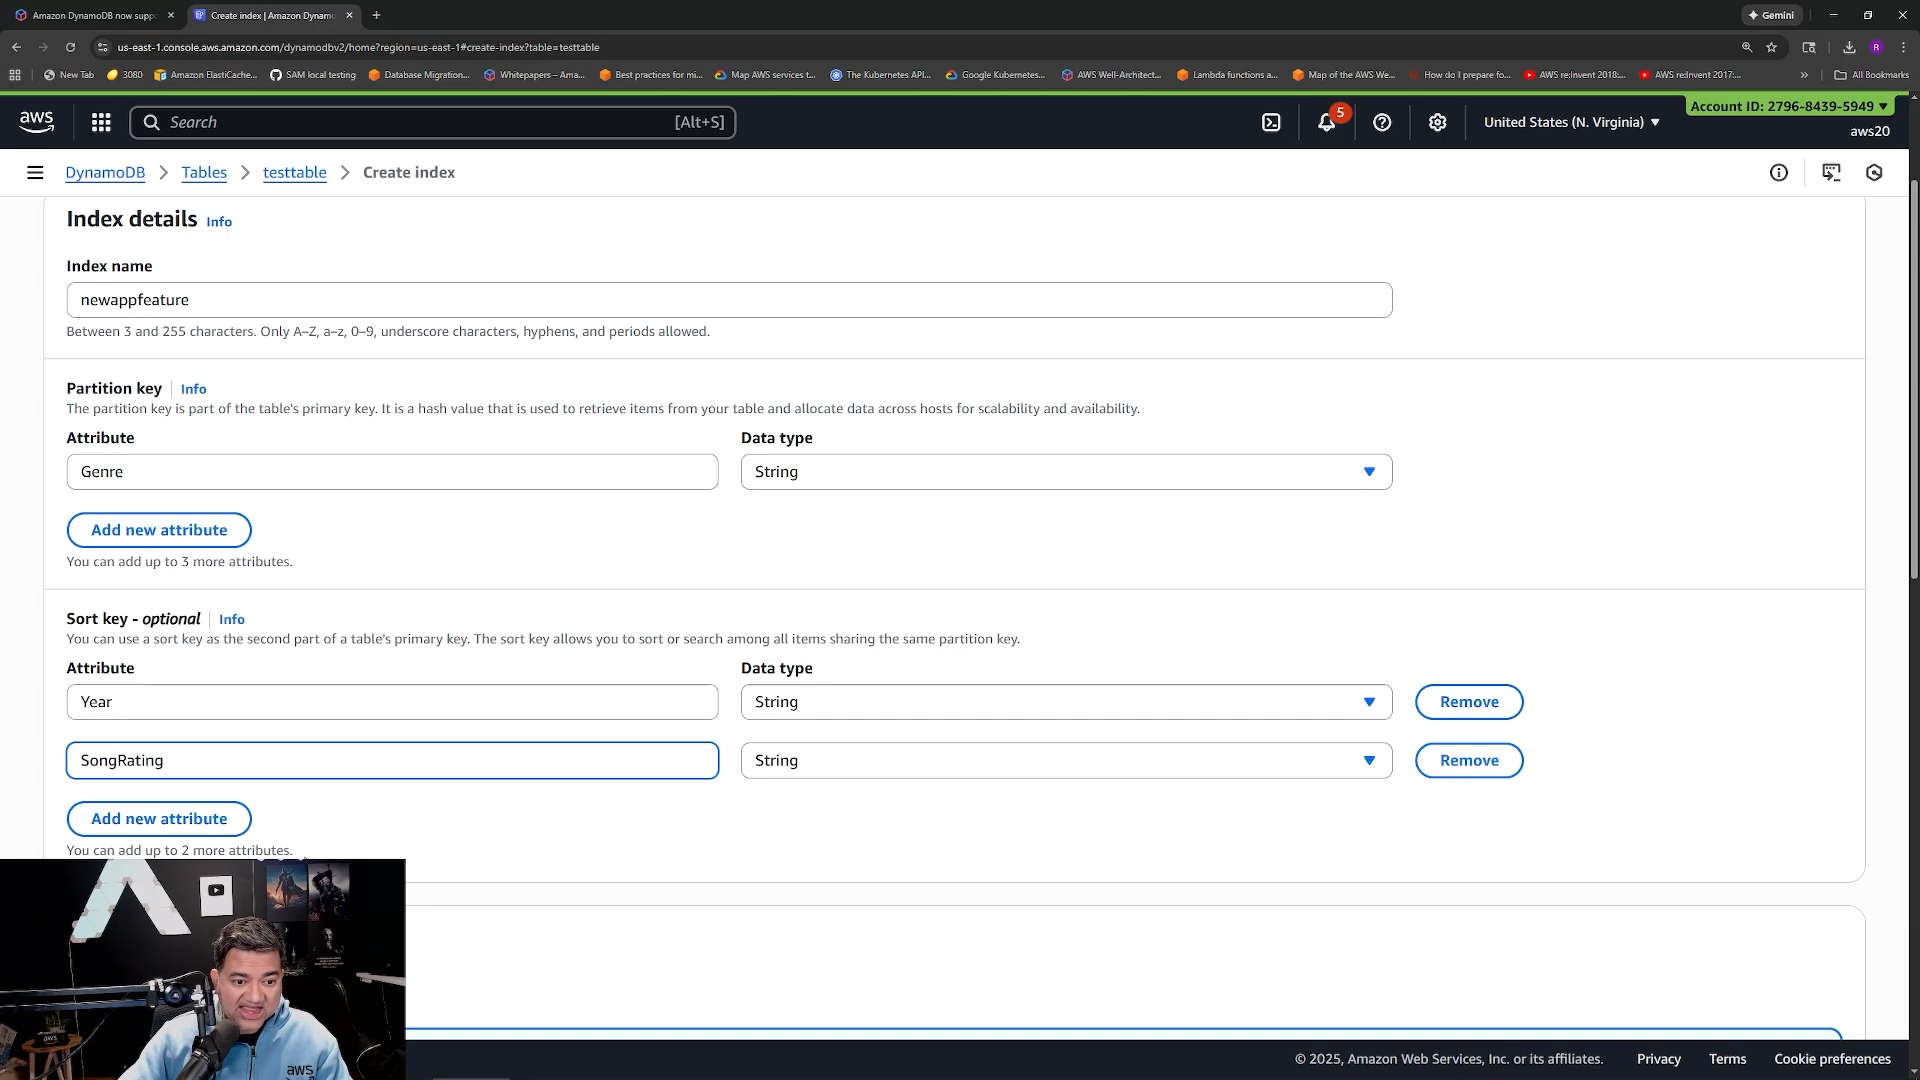 Amazon DynamoDB now suppo
Create index | Amazon Dynamo
Gemini
us-east-1.console.aws.amazon.com/dynamodbv2/home?region=us-east-1#create-index?table=testtable
New Tab
3080
Amazon ElastiCache...
SAM local testing
Database Migration...
Whitepapers – Ama...
Best practices for mi...
Map AWS services t...
The Kubernetes API...
Google Kubernetes...
AWS Well-Architect...
Lambda functions a...
Map of the AWS We...
How do I prepare fo...
AWS re:Invent 2018:...
AWS re:Invent 2017:...
All Bookmarks
aws
Search
[Alt+S]
5
United States (N. Virginia)
Account ID: 2796-8439-5949
aws20
DynamoDB
Tables
testtable
Create index
Index details Info
Index name
newappfeature
Between 3 and 255 characters. Only A–Z, a–z, 0–9, underscore characters, hyphens, and periods allowed.
Partition key Info
The partition key is part of the table's primary key. It is a hash value that is used to retrieve items from your table and allocate data across hosts for scalability and availability.
Attribute
Data type
Genre
String
Add new attribute
You can add up to 3 more attributes.
Sort key - optional Info
You can use a sort key as the second part of a table's primary key. The sort key allows you to sort or search among all items sharing the same partition key.
Attribute
Data type
Year
String
Remove
SongRating
String
Remove
Add new attribute
You can add up to 2 more attributes.
aws
aws
© 2025, Amazon Web Services, Inc. or its affiliates.
Privacy
Terms
Cookie preferences